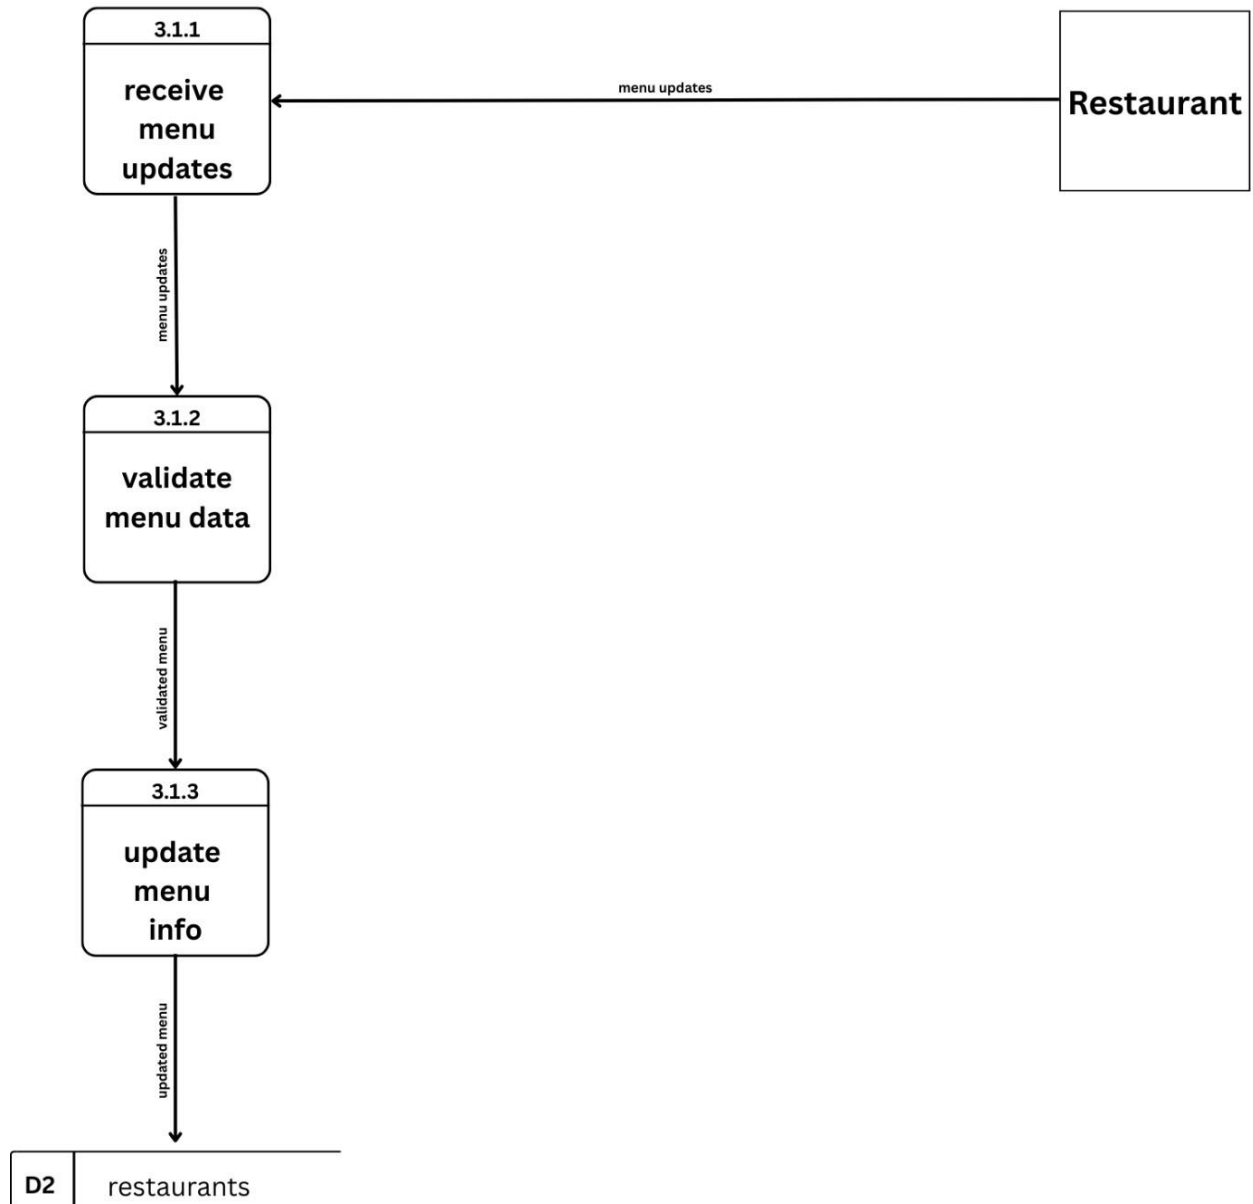 3.1.1
receive
menu
updates
menu updates
Restaurant
menu updates
3.1.2
validate
menu data
validated menu
3.1.3
update
menu
info
updated menu
D2
restaurants